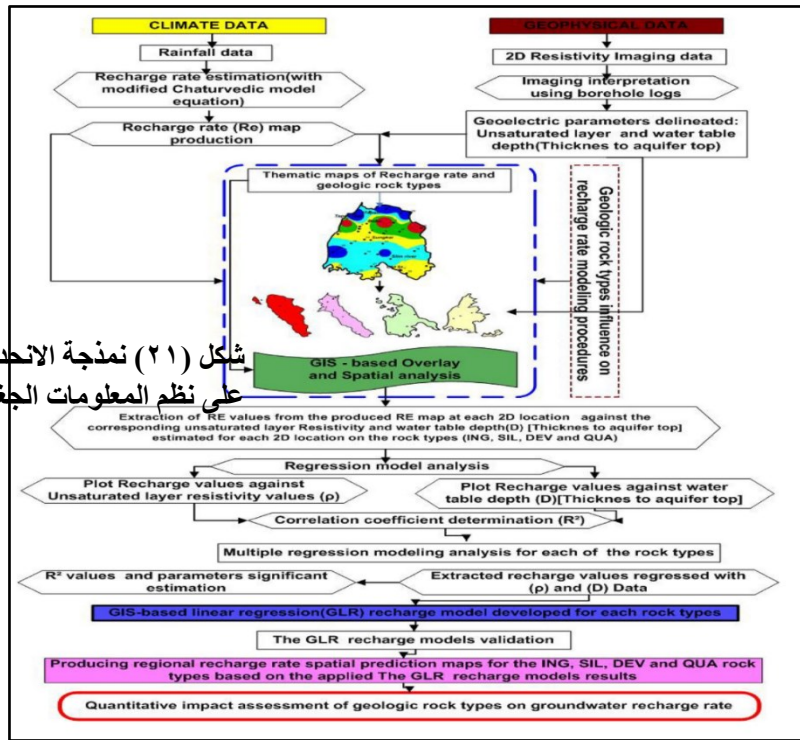 CLIMATE DATA
GEOPHYSICAL DATA
Rainfall data
2D Resistivity Imaging data
Recharge rate estimation(with
modified Chaturvedic model
equation)
Imaging interpretation
using borehole logs
Recharge rate (Re) map
production
Geoelectric parameters delineated:
Unsaturated layer and water table
depth(Thicknes to aquifer top)
Thematic maps of Recharge rate and
geologic rock types
Geologic rock types influence on
recharge rate modeling procedures
GIS - based Overlay
and Spatial analysis
شكل (٢١) نمذجة
على نظم المعلومات
Extraction of RE values from the produced RE map at each 2D location against the
corresponding unsaturated layer Resistivity and water table depth(D) [Thicknes to aquifer top]
estimated for each 2D location on the rock types (ING, SIL, DEV and QUA)
Regression model analysis
Plot Recharge values against
Unsaturated layer resistivity values (ρ)
Plot Recharge values against water
table depth (D)[Thicknes to aquifer top]
Correlation coefficient determination (R²)
Multiple regression modeling analysis for each of the rock types
R² values and parameters significant
estimation
Extracted recharge values regressed with
(ρ) and (D) Data
GIS-based linear regression(GLR) recharge model developed for each rock types
The GLR recharge models validation
Producing regional recharge rate spatial prediction maps for the ING, SIL, DEV and QUA rock
types based on the applied The GLR recharge models results
Quantitative impact assessment of geologic rock types on groundwater recharge rate